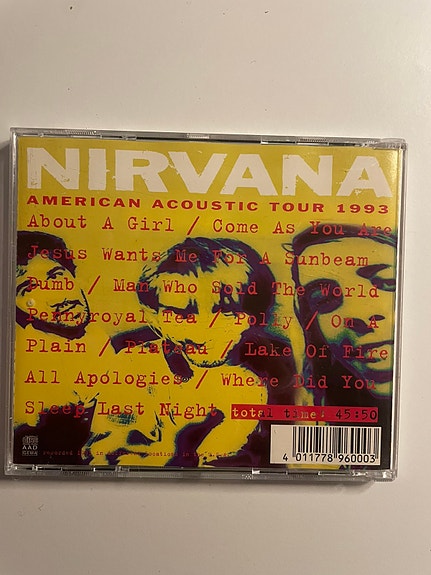 NIRVANA
AMERICAN ACOUSTIC TOUR 1993
About A Girl / Come As You Are
Jesus Wants Me For A Sunbeam
Dumb / Man Who Sold The World
Pennyroyal Tea / Polly / On A
Plain / Plateau / Lake Of Fire
All Apologies / Where Did You
Sleep Last Night total time: 45:50
AAD
GEMA
4 011778 960003